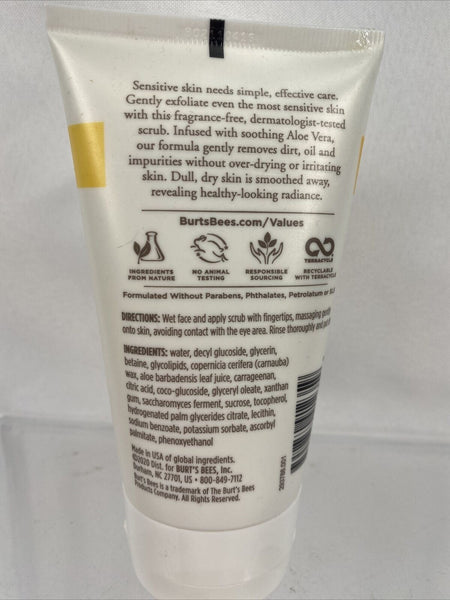 Sensitive skin needs simple, effective care.
Gently exfoliate even the most sensitive skin
with this fragrance-free, dermatologist-tested
scrub. Infused with soothing Aloe Vera,
our formula gently removes dirt, oil and
impurities without over-drying or irritating
skin. Dull, dry skin is smoothed away,
revealing healthy-looking radiance.
BurtsBees.com/Values
INGREDIENTS
FROM NATURE
NO ANIMAL
TESTING
RESPONSIBLE
SOURCING
TERRACYCLE
RECYCLABLE
WITH TERRACYCLE
Formulated Without Parabens, Phthalates, Petrolatum or
DIRECTIONS: Wet face and apply scrub with fingertips, massaging gently
onto skin, avoiding contact with the eye area. Rinse thoroughly and
INGREDIENTS: water, decyl glucoside, glycerin,
betaine, glycolipids, copernicia cerifera (carnauba)
wax, aloe barbadensis leaf juice, carrageenan,
citric acid, coco-glucoside, glyceryl oleate, xanthan
gum, saccharomyces ferment, sucrose, tocopherol,
hydrogenated palm glycerides citrate, lecithin,
sodium benzoate, potassium sorbate, ascorbyl
palmitate, phenoxyethanol
Made in USA of global ingredients.
©2020 Dist. for BURT'S BEES, Inc.
Durham, NC 27701, US • 800-849-7112
Burt's Bees is a trademark of The Burt's Bees
Products Company. All Rights Reserved.